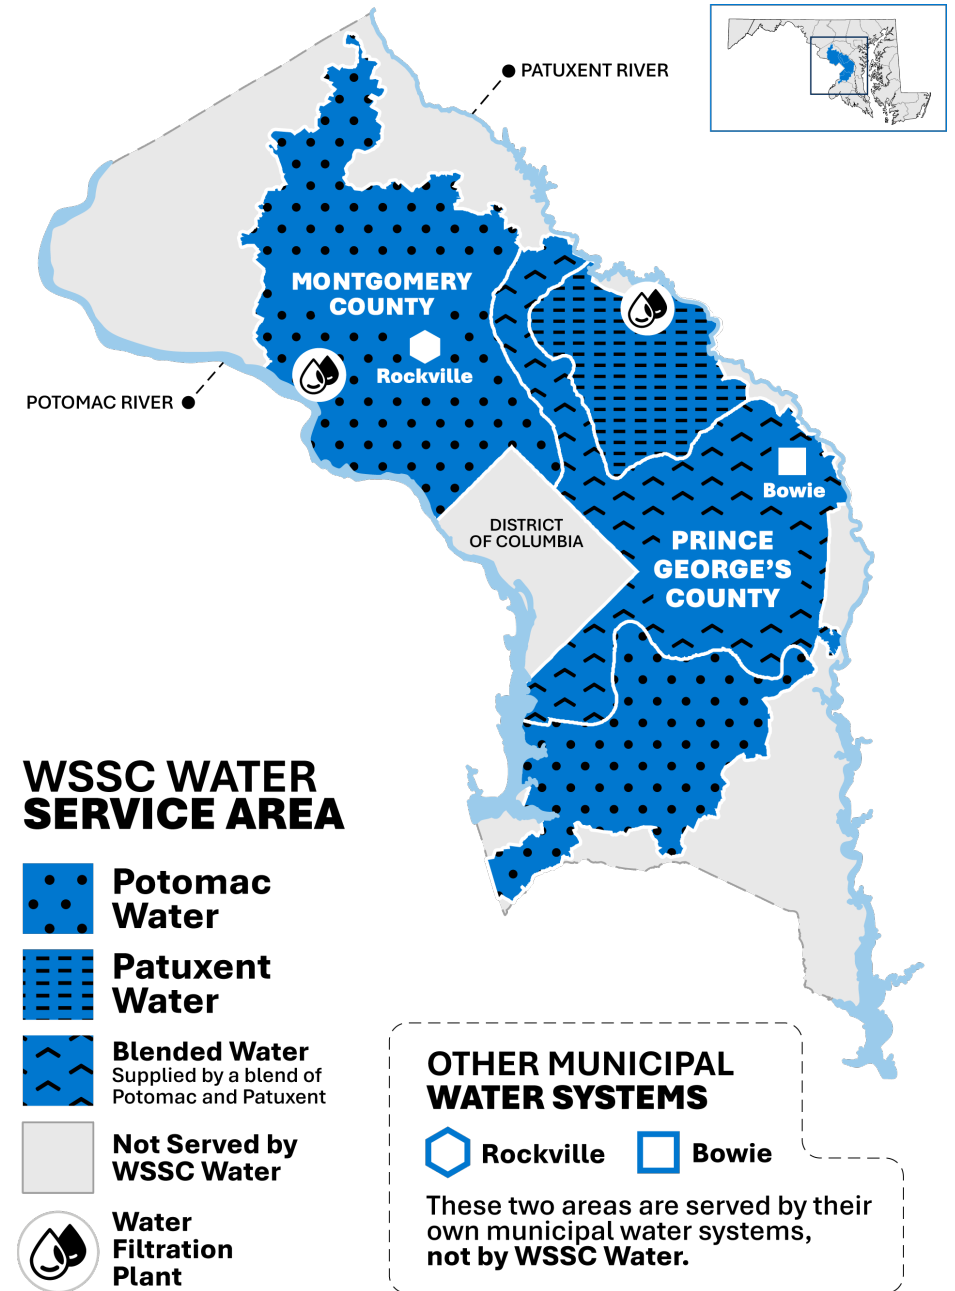 PATUXENT RIVER
MONTGOMERY
COUNTY
Rockville
POTOMAC RIVER
Bowie
DISTRICT
OF COLUMBIA
PRINCE
GEORGE'S
COUNTY
WSSC WATER
SERVICE AREA
Potomac
Water
Patuxent
Water
Blended Water
Supplied by a blend of
Potomac and Patuxent
Not Served by
WSSC Water
Water
Filtration
Plant
OTHER MUNICIPAL
WATER SYSTEMS
Rockville
Bowie
These two areas are served by their
own municipal water systems,
not by WSSC Water.